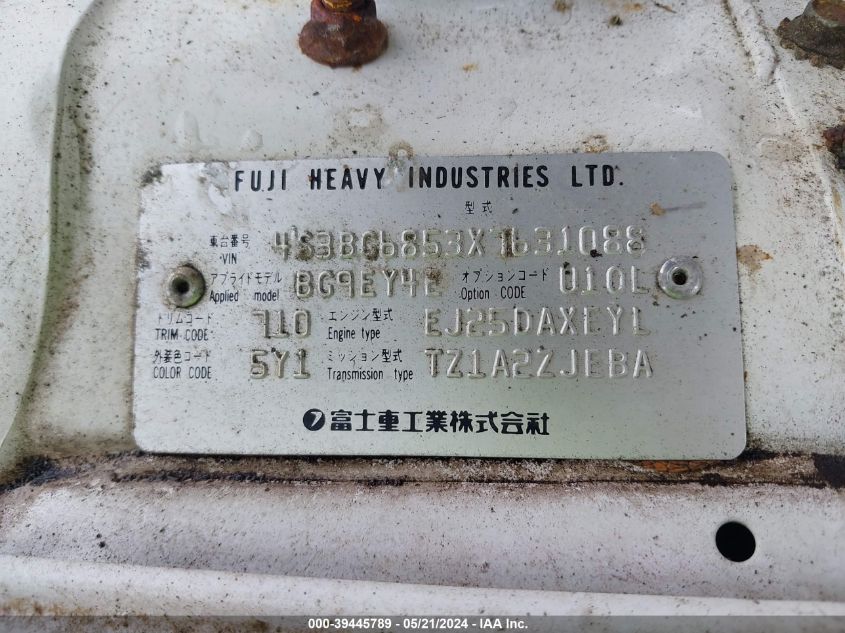 FUJI HEAVY INDUSTRIES LTD.
型式
車台番号 VIN 4S3BG6853X7631088
アプライドモデル Applied model BG9EY4E オプションコード Option CODE U10L
トリムコード TRIM CODE 710 エンジン型式 Engine type EJ25DAXEYL
外装色コード COLOR CODE 5Y1 ミッション型式 Transmission type TZ1A2ZJEBA
富士重工業株式会社
000-39445789 - 05/21/2024 - IAA Inc.